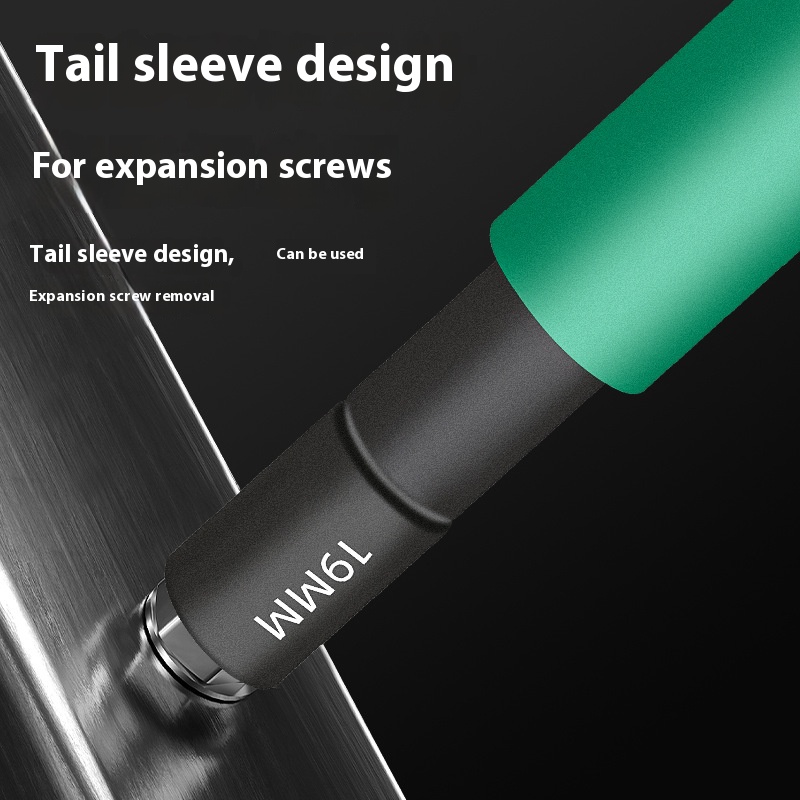 Tail sleeve design
For expansion screws
Tail sleeve design, Can be used
Expansion screw removal
19MM